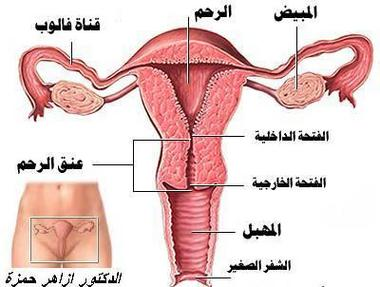 المبيض
الرحم
قناة فالوب
الفتحة الداخلية
عنق الرحم
الفتحة الخارجية
المهبل
الشفر الصغير
الدكتور ازاهر حمزة